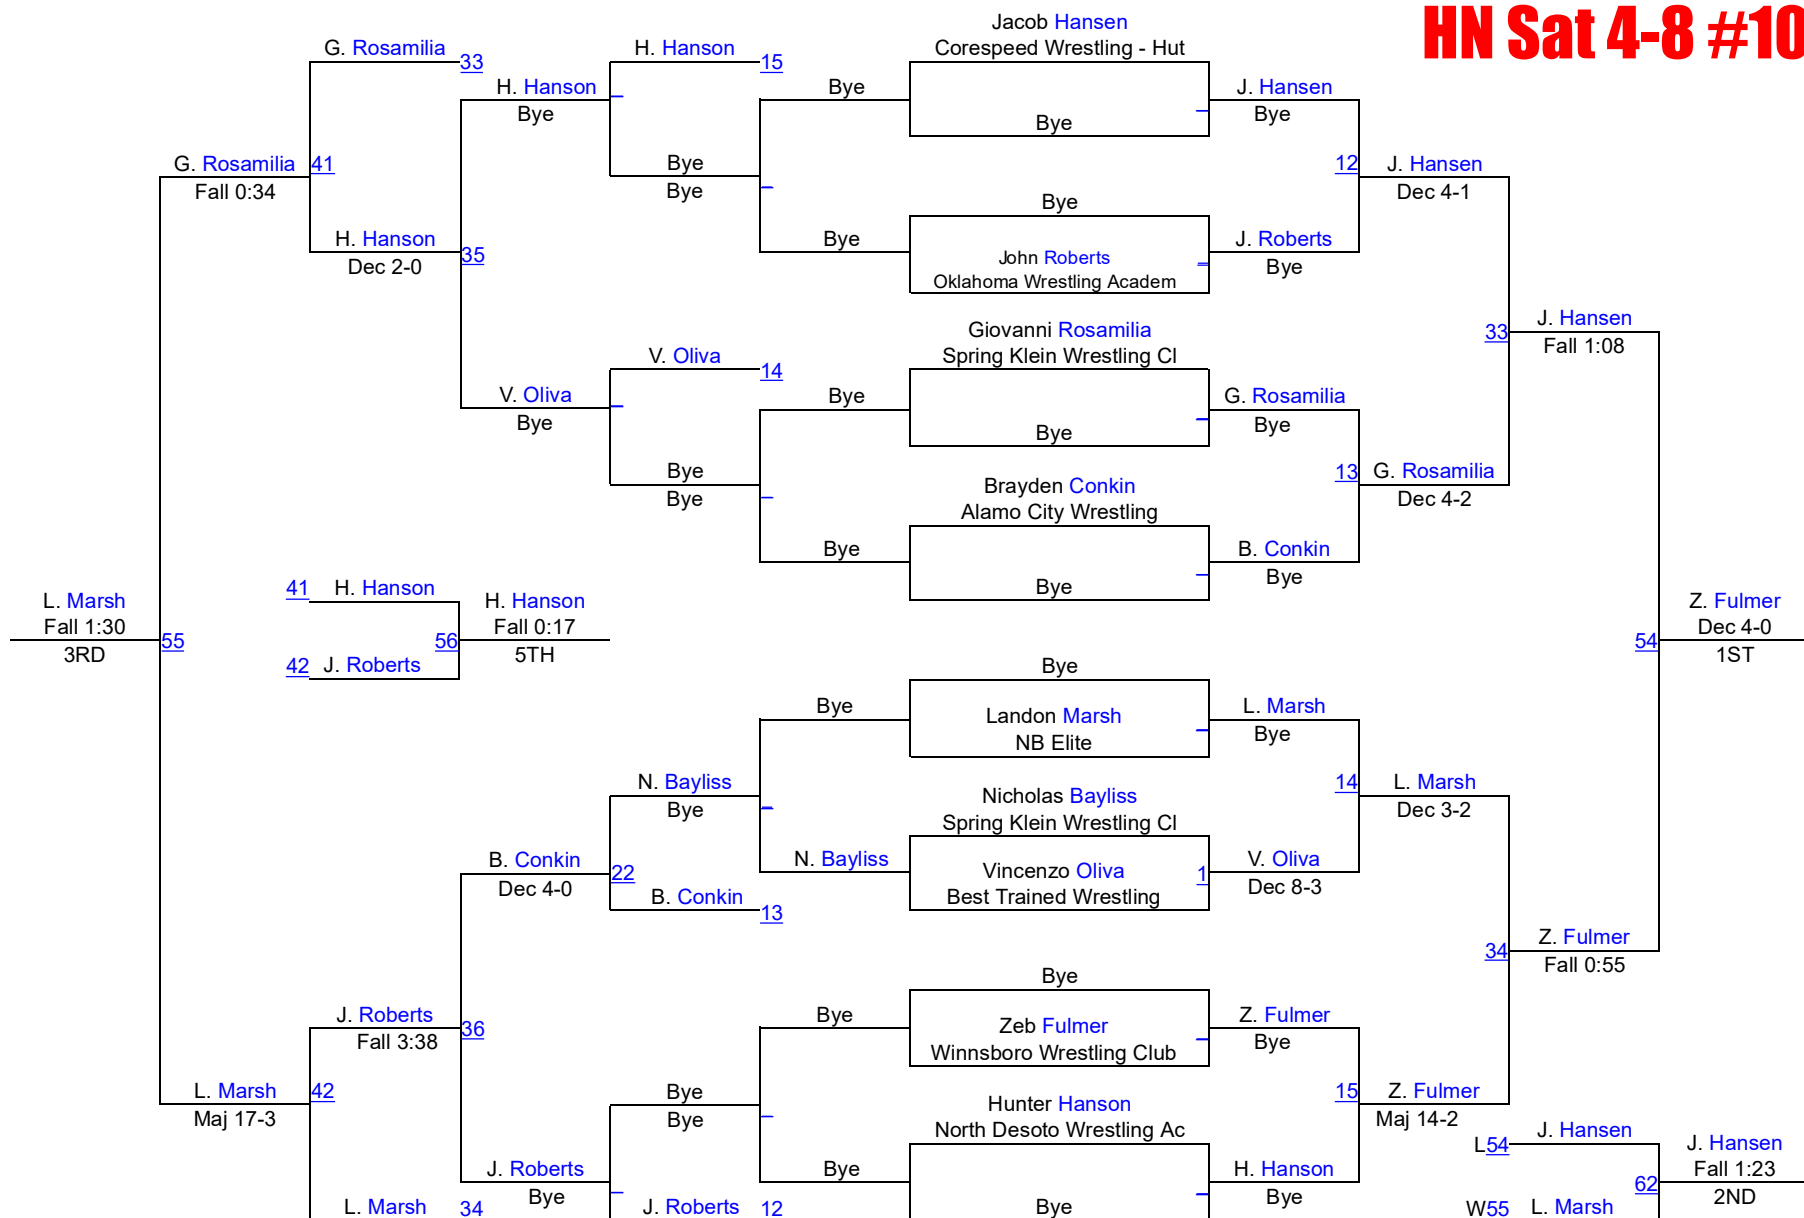 HN Sat 4-8 #10
Jacob Hansen
G. Rosamilia
33
H. Hanson
15
Corespeed Wrestling - Hut
H. Hanson
Bye
Bye
J. Hansen
Bye
Bye
Bye
G. Rosamilia
41
Fall 0:34
Bye
Bye
12
J. Hansen
Dec 4-1
Bye
H. Hanson
35
Dec 2-0
Bye
John Roberts
Oklahoma Wrestling Academ
J. Roberts
Bye
Giovanni Rosamilia
Spring Klein Wrestling Cl
J. Hansen
33
Fall 1:08
V. Oliva
14
V. Oliva
Bye
Bye
G. Rosamilia
Bye
Bye
Bye
Bye
Brayden Conkin
Alamo City Wrestling
13
G. Rosamilia
Dec 4-2
Bye
B. Conkin
Bye
Bye
L. Marsh
Fall 1:30
3RD
55
41
H. Hanson
42
J. Roberts
56
H. Hanson
Fall 0:17
5TH
Z. Fulmer
Dec 4-0
1ST
54
Bye
Bye
Landon Marsh
NB Elite
L. Marsh
Bye
N. Bayliss
Bye
Nicholas Bayliss
Spring Klein Wrestling Cl
14
L. Marsh
Dec 3-2
B. Conkin
22
Dec 4-0
N. Bayliss
Vincenzo Oliva
Best Trained Wrestling
1
V. Oliva
Dec 8-3
B. Conkin
13
Z. Fulmer
34
Fall 0:55
Bye
J. Roberts
36
Fall 3:38
Bye
Zeb Fulmer
Winnsboro Wrestling Club
Z. Fulmer
Bye
L. Marsh
42
Maj 17-3
Bye
Bye
Hunter Hanson
North Desoto Wrestling Ac
15
Z. Fulmer
Maj 14-2
J. Roberts
Bye
Bye
H. Hanson
Bye
Bye
L54
J. Hansen
J. Hansen
Fall 1:23
2ND
62
L. Marsh
34
J. Roberts
12
W55
L. Marsh